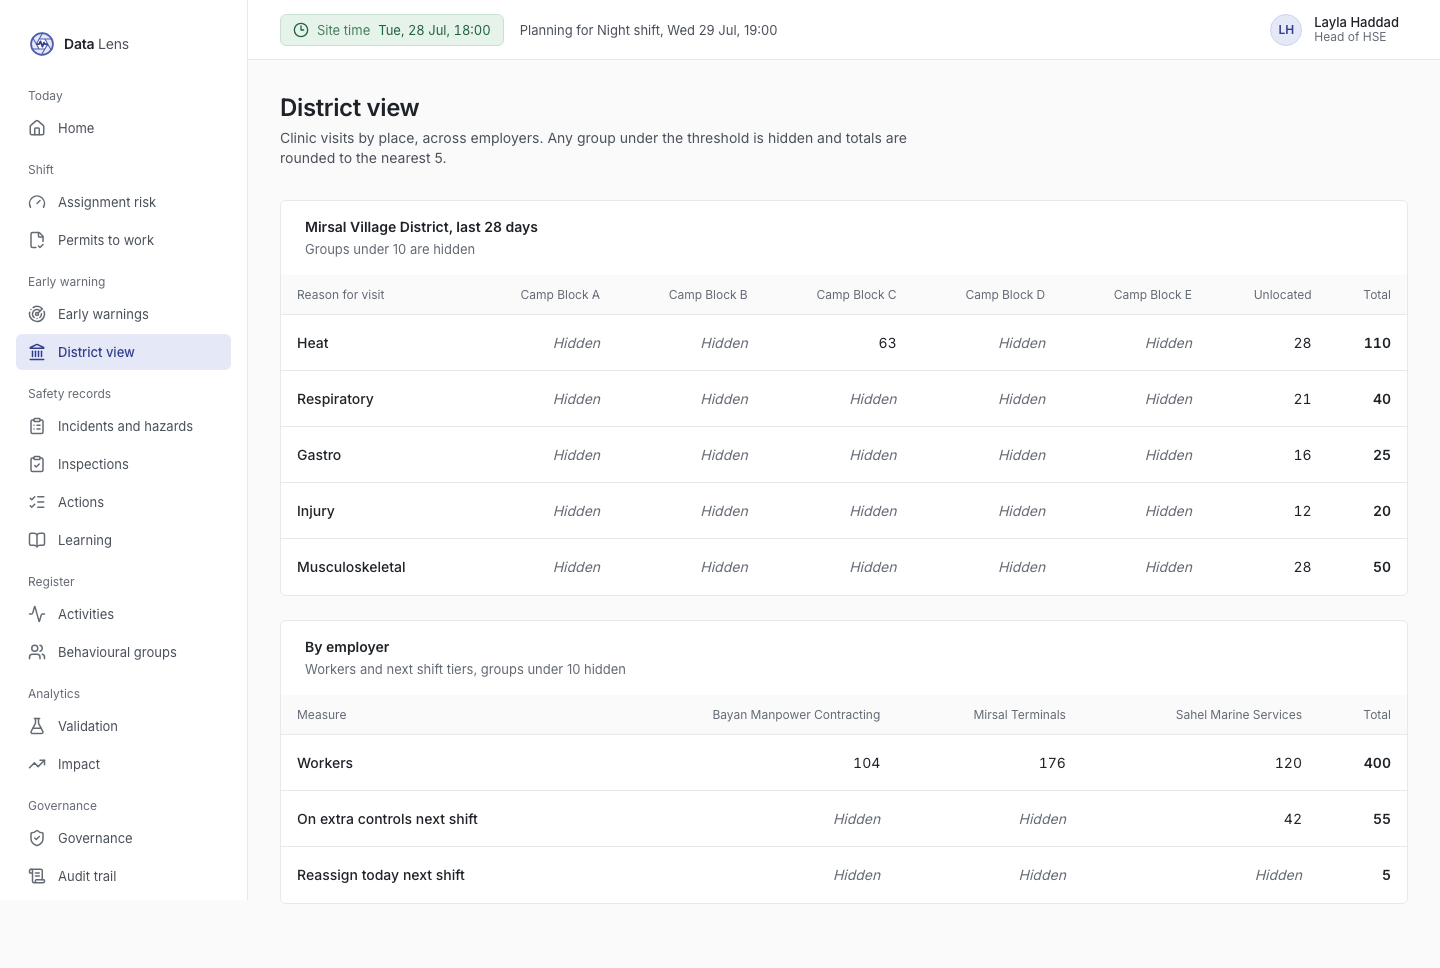 Data Lens
Today
Home
Shift
Assignment risk
Permits to work
Early warning
Early warnings
District view
Safety records
Incidents and hazards
Inspections
Actions
Learning
Register
Activities
Behavioural groups
Analytics
Validation
Impact
Governance
Governance
Audit trail
Site time Tue, 28 Jul, 18:00 Planning for Night shift, Wed 29 Jul, 19:00
LH
Layla Haddad
Head of HSE
District view
Clinic visits by place, across employers. Any group under the threshold is hidden and totals are
rounded to the nearest 5.
Mirsal Village District, last 28 days
Groups under 10 are hidden
Reason for visit Camp Block A Camp Block B Camp Block C Camp Block D Camp Block E Unlocated Total
Heat Hidden Hidden 63 Hidden Hidden 28 110
Respiratory Hidden Hidden Hidden Hidden Hidden 21 40
Gastro Hidden Hidden Hidden Hidden Hidden 16 25
Injury Hidden Hidden Hidden Hidden Hidden 12 20
Musculoskeletal Hidden Hidden Hidden Hidden Hidden 28 50
By employer
Workers and next shift tiers, groups under 10 hidden
Measure Bayan Manpower Contracting Mirsal Terminals Sahel Marine Services Total
Workers 104 176 120 400
On extra controls next shift Hidden Hidden 42 55
Reassign today next shift Hidden Hidden Hidden 5